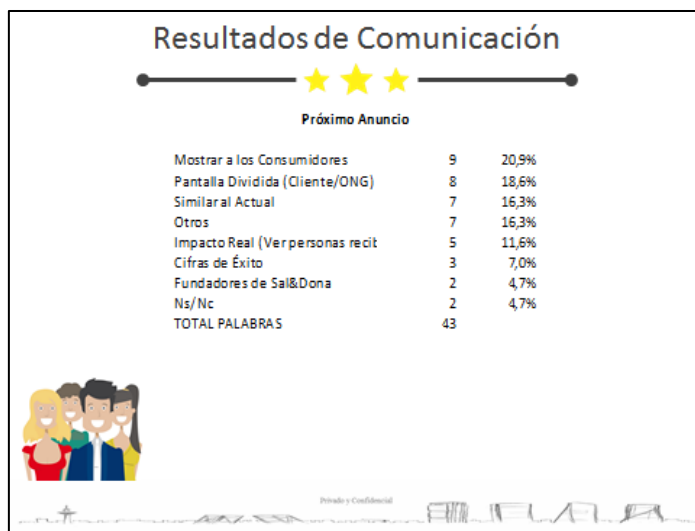 Resultados de Comunicación
Próximo Anuncio
Mostrar a los Consumidores 9 20,9%
Pantalla Dividida (Cliente/ONG) 8 18,6%
Similar al Actual 7 16,3%
Otros 7 16,3%
Impacto Real (Ver personas recit 5 11,6%
Cifras de Éxito 3 7,0%
Fundadores de Sal&Dona 2 4,7%
Ns/Nc 2 4,7%
TOTAL PALABRAS 43
Privado y Confidencial